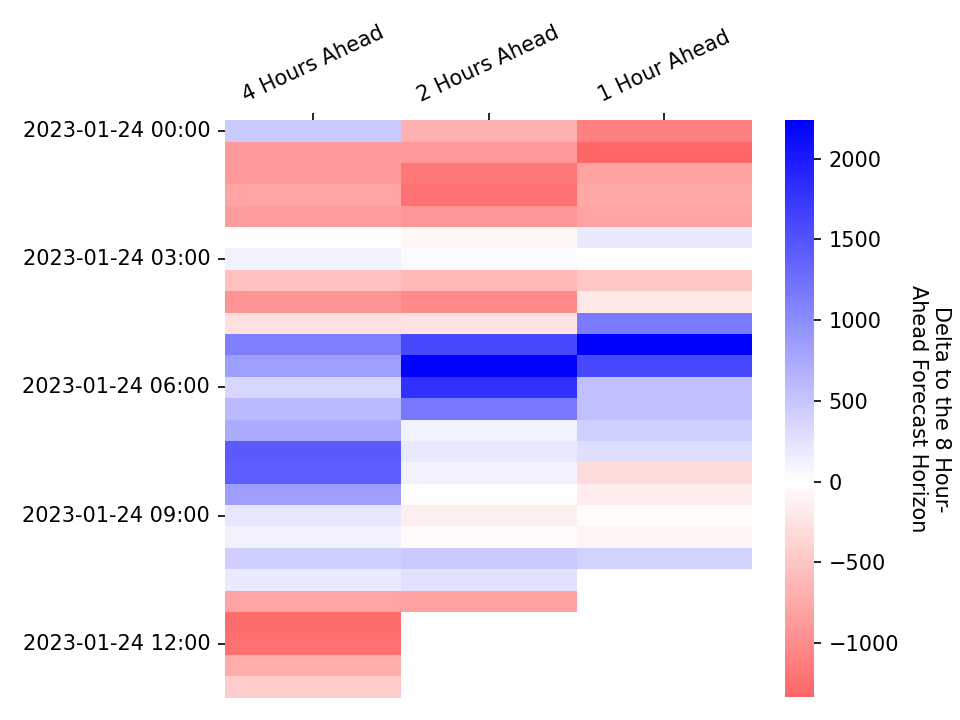 4 Hours Ahead
2 Hours Ahead
1 Hour Ahead
2023-01-24 00:00
2023-01-24 03:00
2023-01-24 06:00
2023-01-24 09:00
2023-01-24 12:00
2000
1500
1000
500
0
−500
−1000
Delta to the 8 Hour-
Ahead Forecast Horizon